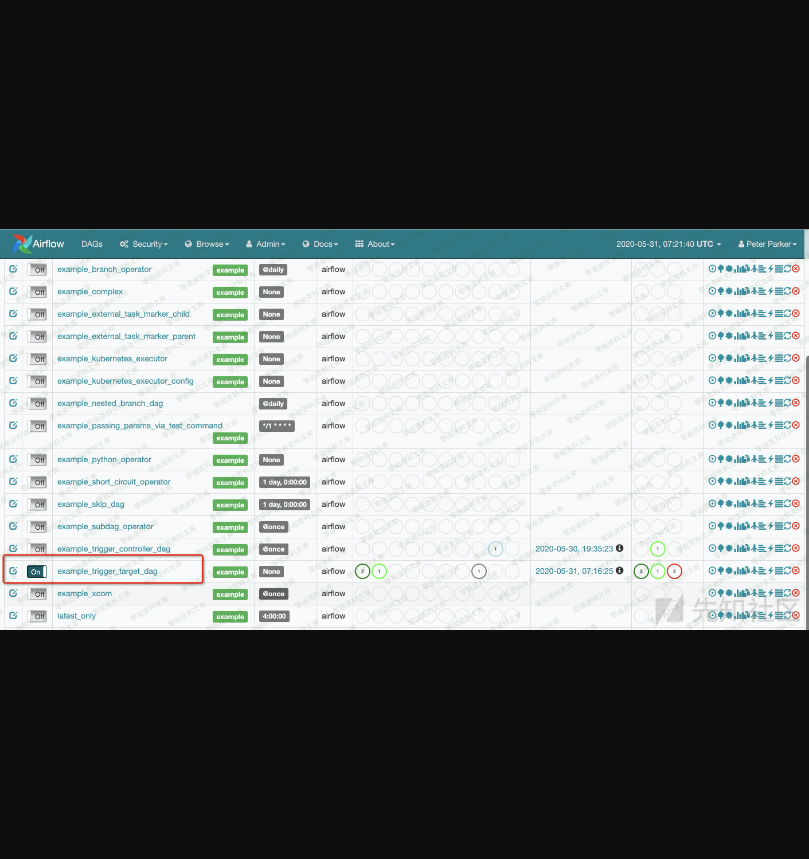 Airflow DAGs Security Browse Admin Docs About 2020-05-31, 07:21:40 UTC Peter Parker
Off example_branch_operator example @daily airflow
Off example_complex example None airflow
Off example_external_task_marker_child example None airflow
Off example_external_task_marker_parent example None airflow
Off example_kubernetes_executor example None airflow
Off example_kubernetes_executor_config example None airflow
Off example_nested_branch_dag example @daily airflow
Off example_passing_params_via_test_command */1 * * * * airflow
example
Off example_python_operator example None airflow
Off example_short_circuit_operator example 1 day, 0:00:00 airflow
Off example_skip_dag example 1 day, 0:00:00 airflow
Off example_subdag_operator example @once airflow
Off example_trigger_controller_dag example @once airflow 1 2020-05-30, 19:35:23 1
On example_trigger_target_dag example None airflow 2 1 1 2020-05-31, 07:16:25 3 1 2
Off example_xcom example @once airflow
Off latest_only example 4:00:00 airflow
先知社区